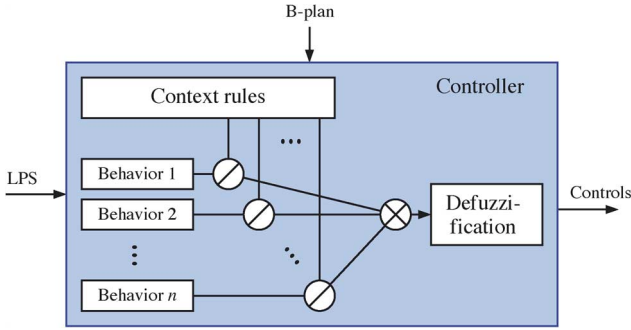 B-plan
Controller
Context rules
LPS
Behavior 1
Behavior 2
Behavior n
Defuzzi-
fication
Controls